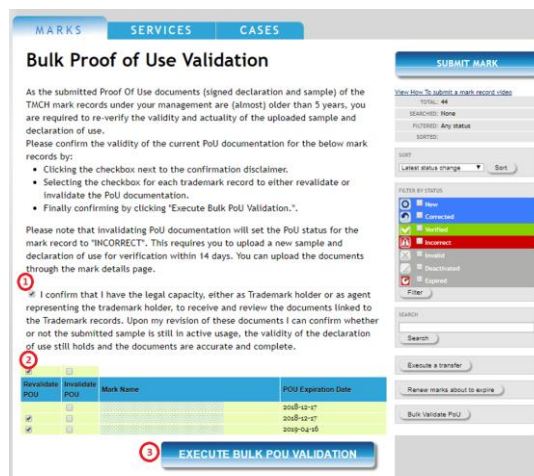 MARKS SERVICES CASES
Bulk Proof of Use Validation
As the submitted Proof Of Use documents (signed declaration and sample) of the
TMCH mark records under your management are (almost) older than 5 years, you
are required to re-verify the validity and actuality of the uploaded sample and
declaration of use.
Please confirm the validity of the current PoU documentation for the below mark
records by:
• Clicking the checkbox next to the confirmation disclaimer.
• Selecting the checkbox for each trademark record to either revalidate or
invalidate the PoU documentation.
• Finally confirming by clicking "Execute Bulk PoU Validation.".
Please note that invalidating PoU documentation will set the PoU status for the
mark record to "INCORRECT". This requires you to upload a new sample and
declaration of use for verification within 14 days. You can upload the documents
through the mark details page.
1
I confirm that I have the legal capacity, either as Trademark holder or as agent
representing the trademark holder, to receive and review the documents linked to
the Trademark records. Upon my revision of these documents I can confirm whether
or not the submitted sample is still in active usage, the validity of the declaration
of use still holds and the documents are accurate and complete.
2
Revalidate POU Invalidate POU Mark Name POU Expiration Date
2018-12-17
2018-12-17
2019-04-16
3 EXECUTE BULK POU VALIDATION
SUBMIT MARK
View How To submit a mark record video
TOTAL: 44
SEARCHED: None
FILTERED: Any status
SORTED:
SORT
Latest status change Sort
FILTER BY STATUS
New
Corrected
Verified
Incorrect
Invalid
Deactivated
Expired
Filter
SEARCH
Search
Execute a transfer
Renew marks about to expire
Bulk Validate PoU